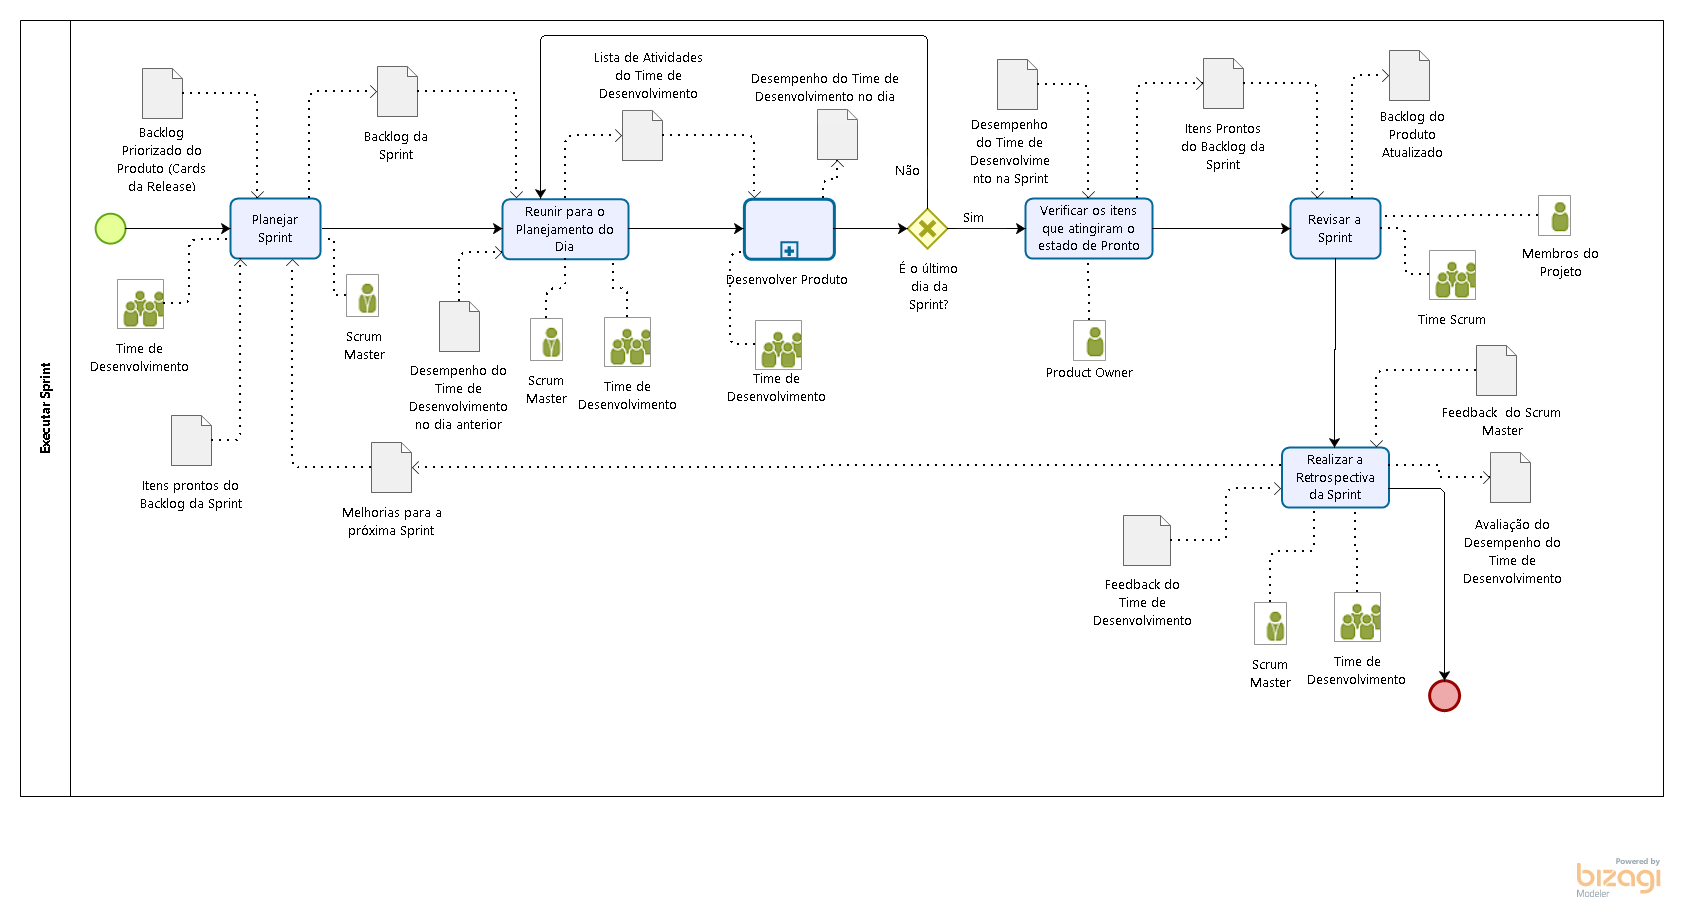 Executar Sprint
Backlog
Priorizado do
Produto (Cards
da Release)
Backlog da
Sprint
Lista de Atividades
do Time de
Desenvolvimento
Desempenho do Time de
Desenvolvimento no dia
Não
Desempenho
do Time de
Desenvolvime
nto na Sprint
Itens Prontos
do Backlog da
Sprint
Backlog do
Produto
Atualizado
Planejar
Sprint
Reunir para o
Planejamento do
Dia
Desenvolver Produto
É o último
dia da
Sprint?
Sim
Verificar os itens
que atingiram o
estado de Pronto
Revisar a
Sprint
Membros do
Projeto
Time Scrum
Time de
Desenvolvimento
Scrum
Master
Desempenho do
Time de
Desenvolvimento
no dia anterior
Scrum
Master
Time de
Desenvolvimento
Time de
Desenvolvimento
Product Owner
Feedback do Scrum
Master
Itens prontos do
Backlog da Sprint
Melhorias para a
próxima Sprint
Realizar a
Retrospectiva
da Sprint
Avaliação do
Desempenho do
Time de
Desenvolvimento
Feedback do
Time de
Desenvolvimento
Scrum
Master
Time de
Desenvolvimento
Powered by
bizagi
Modeler